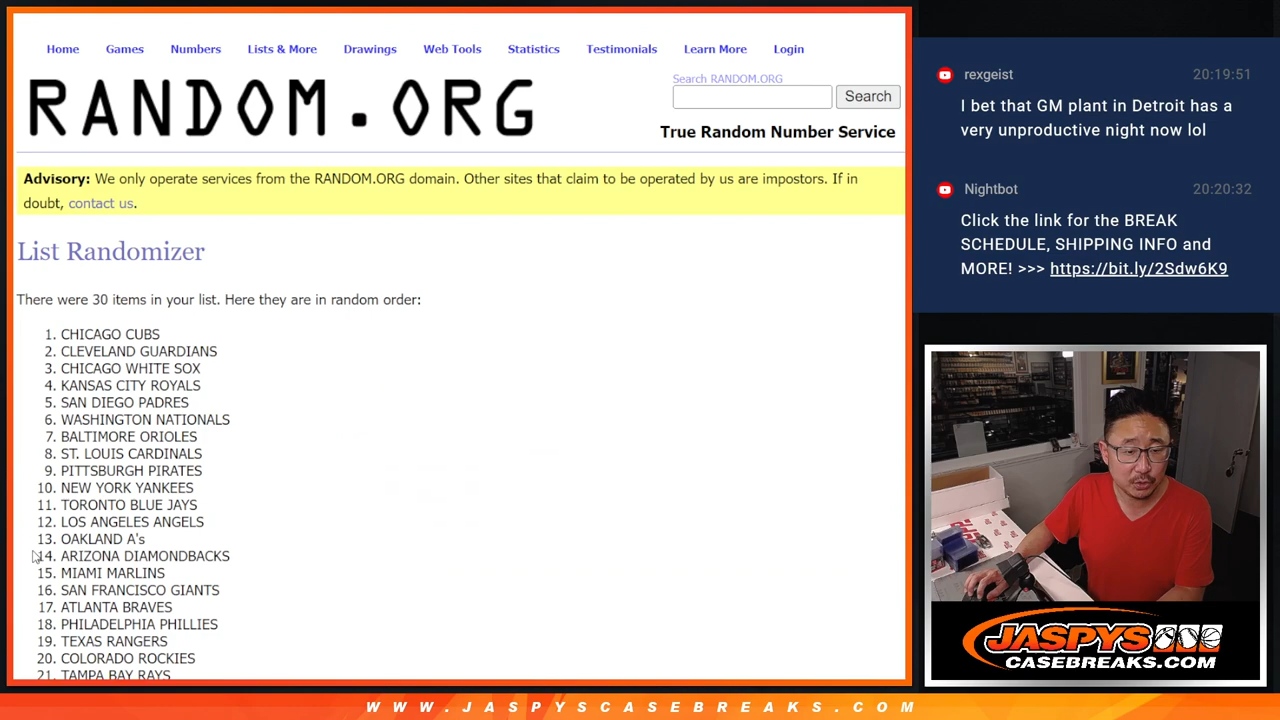 Home Games Numbers Lists & More Drawings Web Tools Statistics Testimonials Learn More Login
RANDOM.ORG
Search RANDOM.ORG
Search
True Random Number Service
Advisory: We only operate services from the RANDOM.ORG domain. Other sites that claim to be operated by us are impostors. If in
doubt, contact us.
List Randomizer
There were 30 items in your list. Here they are in random order:
1. CHICAGO CUBS
2. CLEVELAND GUARDIANS
3. CHICAGO WHITE SOX
4. KANSAS CITY ROYALS
5. SAN DIEGO PADRES
6. WASHINGTON NATIONALS
7. BALTIMORE ORIOLES
8. ST. LOUIS CARDINALS
9. PITTSBURGH PIRATES
10. NEW YORK YANKEES
11. TORONTO BLUE JAYS
12. LOS ANGELES ANGELS
13. OAKLAND A's
14. ARIZONA DIAMONDBACKS
15. MIAMI MARLINS
16. SAN FRANCISCO GIANTS
17. ATLANTA BRAVES
18. PHILADELPHIA PHILLIES
19. TEXAS RANGERS
20. COLORADO ROCKIES
21. TAMPA BAY RAYS
rexgeist 20:19:51
I bet that GM plant in Detroit has a
very unproductive night now lol
Nightbot 20:20:32
Click the link for the BREAK
SCHEDULE, SHIPPING INFO and
MORE! >>> https://bit.ly/2Sdw6K9
JASPYS
CASEBREAKS.COM
WWW.JASPYSCASEBREAKS.COM